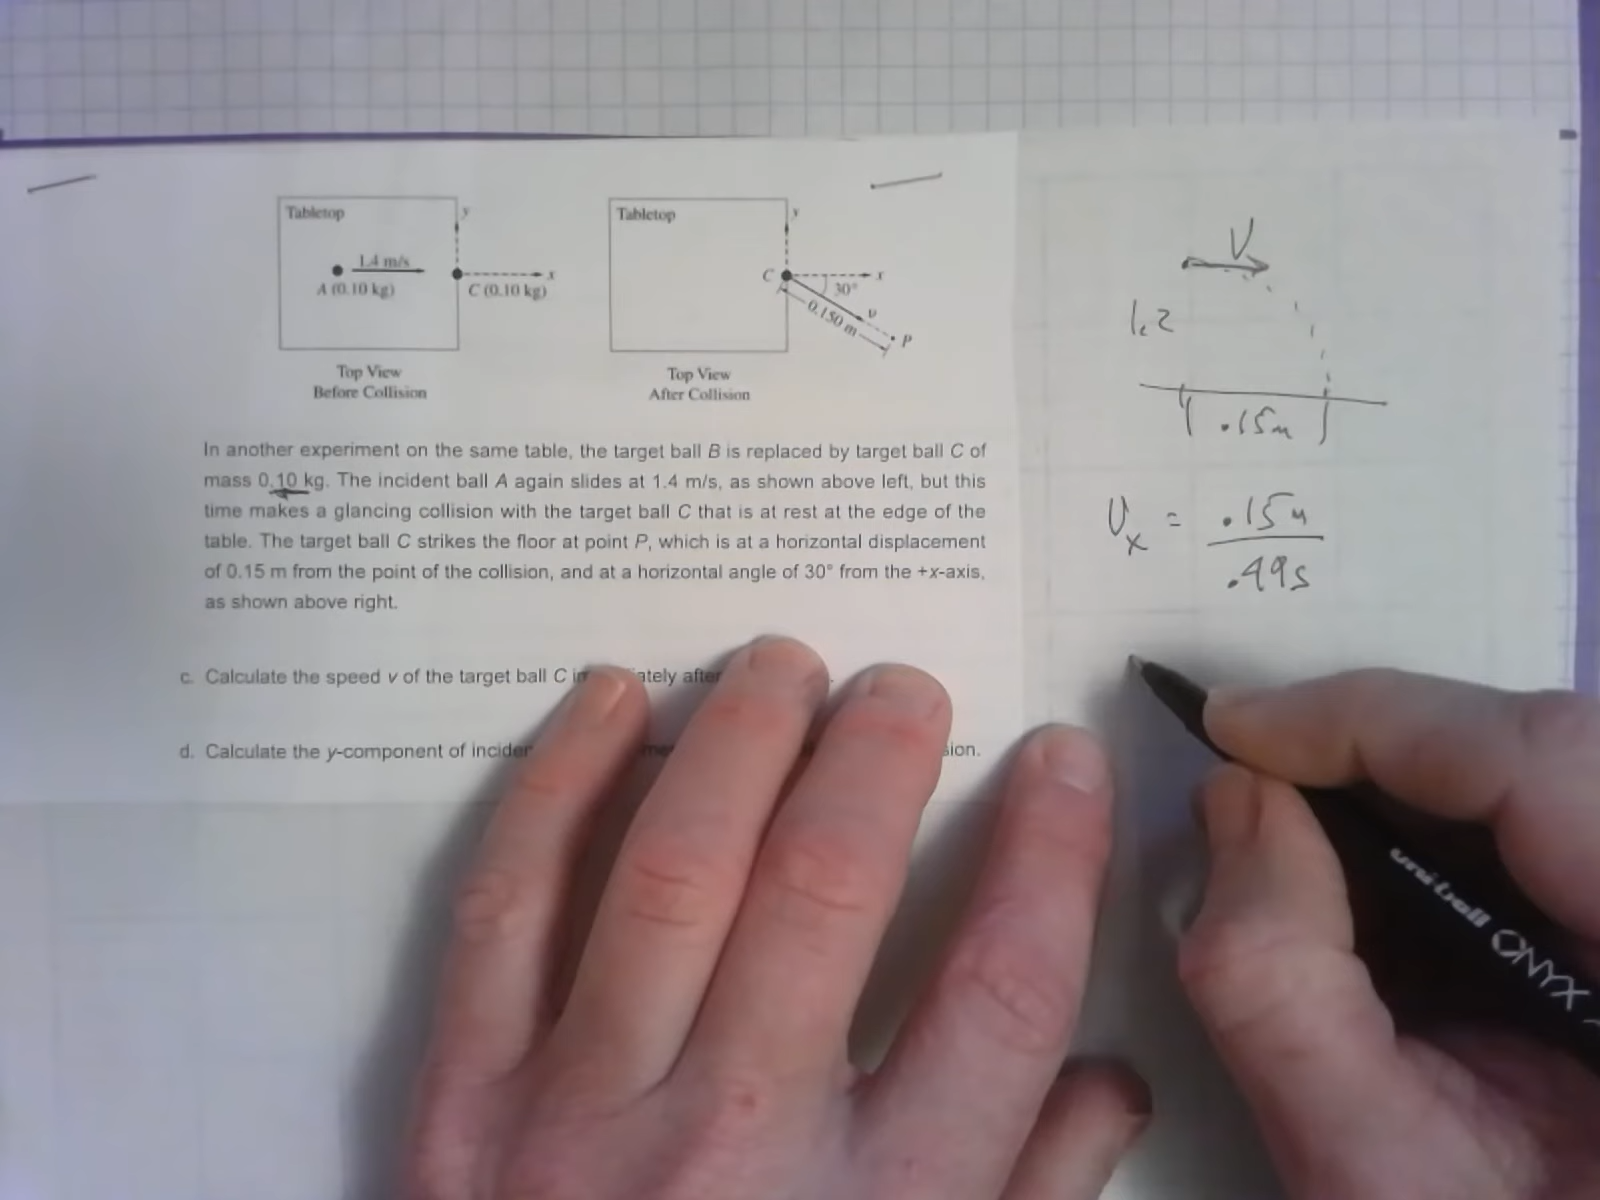 Tabletop
y
1.4 m/s
A (0.10 kg)
C (0.10 kg)
x
Top View
Before Collision
Tabletop
y
C
x
30°
v
0.150 m
P
Top View
After Collision
In another experiment on the same table, the target ball B is replaced by target ball C of
mass 0.10 kg. The incident ball A again slides at 1.4 m/s, as shown above left, but this
time makes a glancing collision with the target ball C that is at rest at the edge of the
table. The target ball C strikes the floor at point P, which is at a horizontal displacement
of 0.15 m from the point of the collision, and at a horizontal angle of 30° from the +x-axis,
as shown above right.
c. Calculate the speed v of the target ball C
d. Calculate the y-component of
V
1.2
.15m
Vx = .15m
.49s
uni-ball ONYX